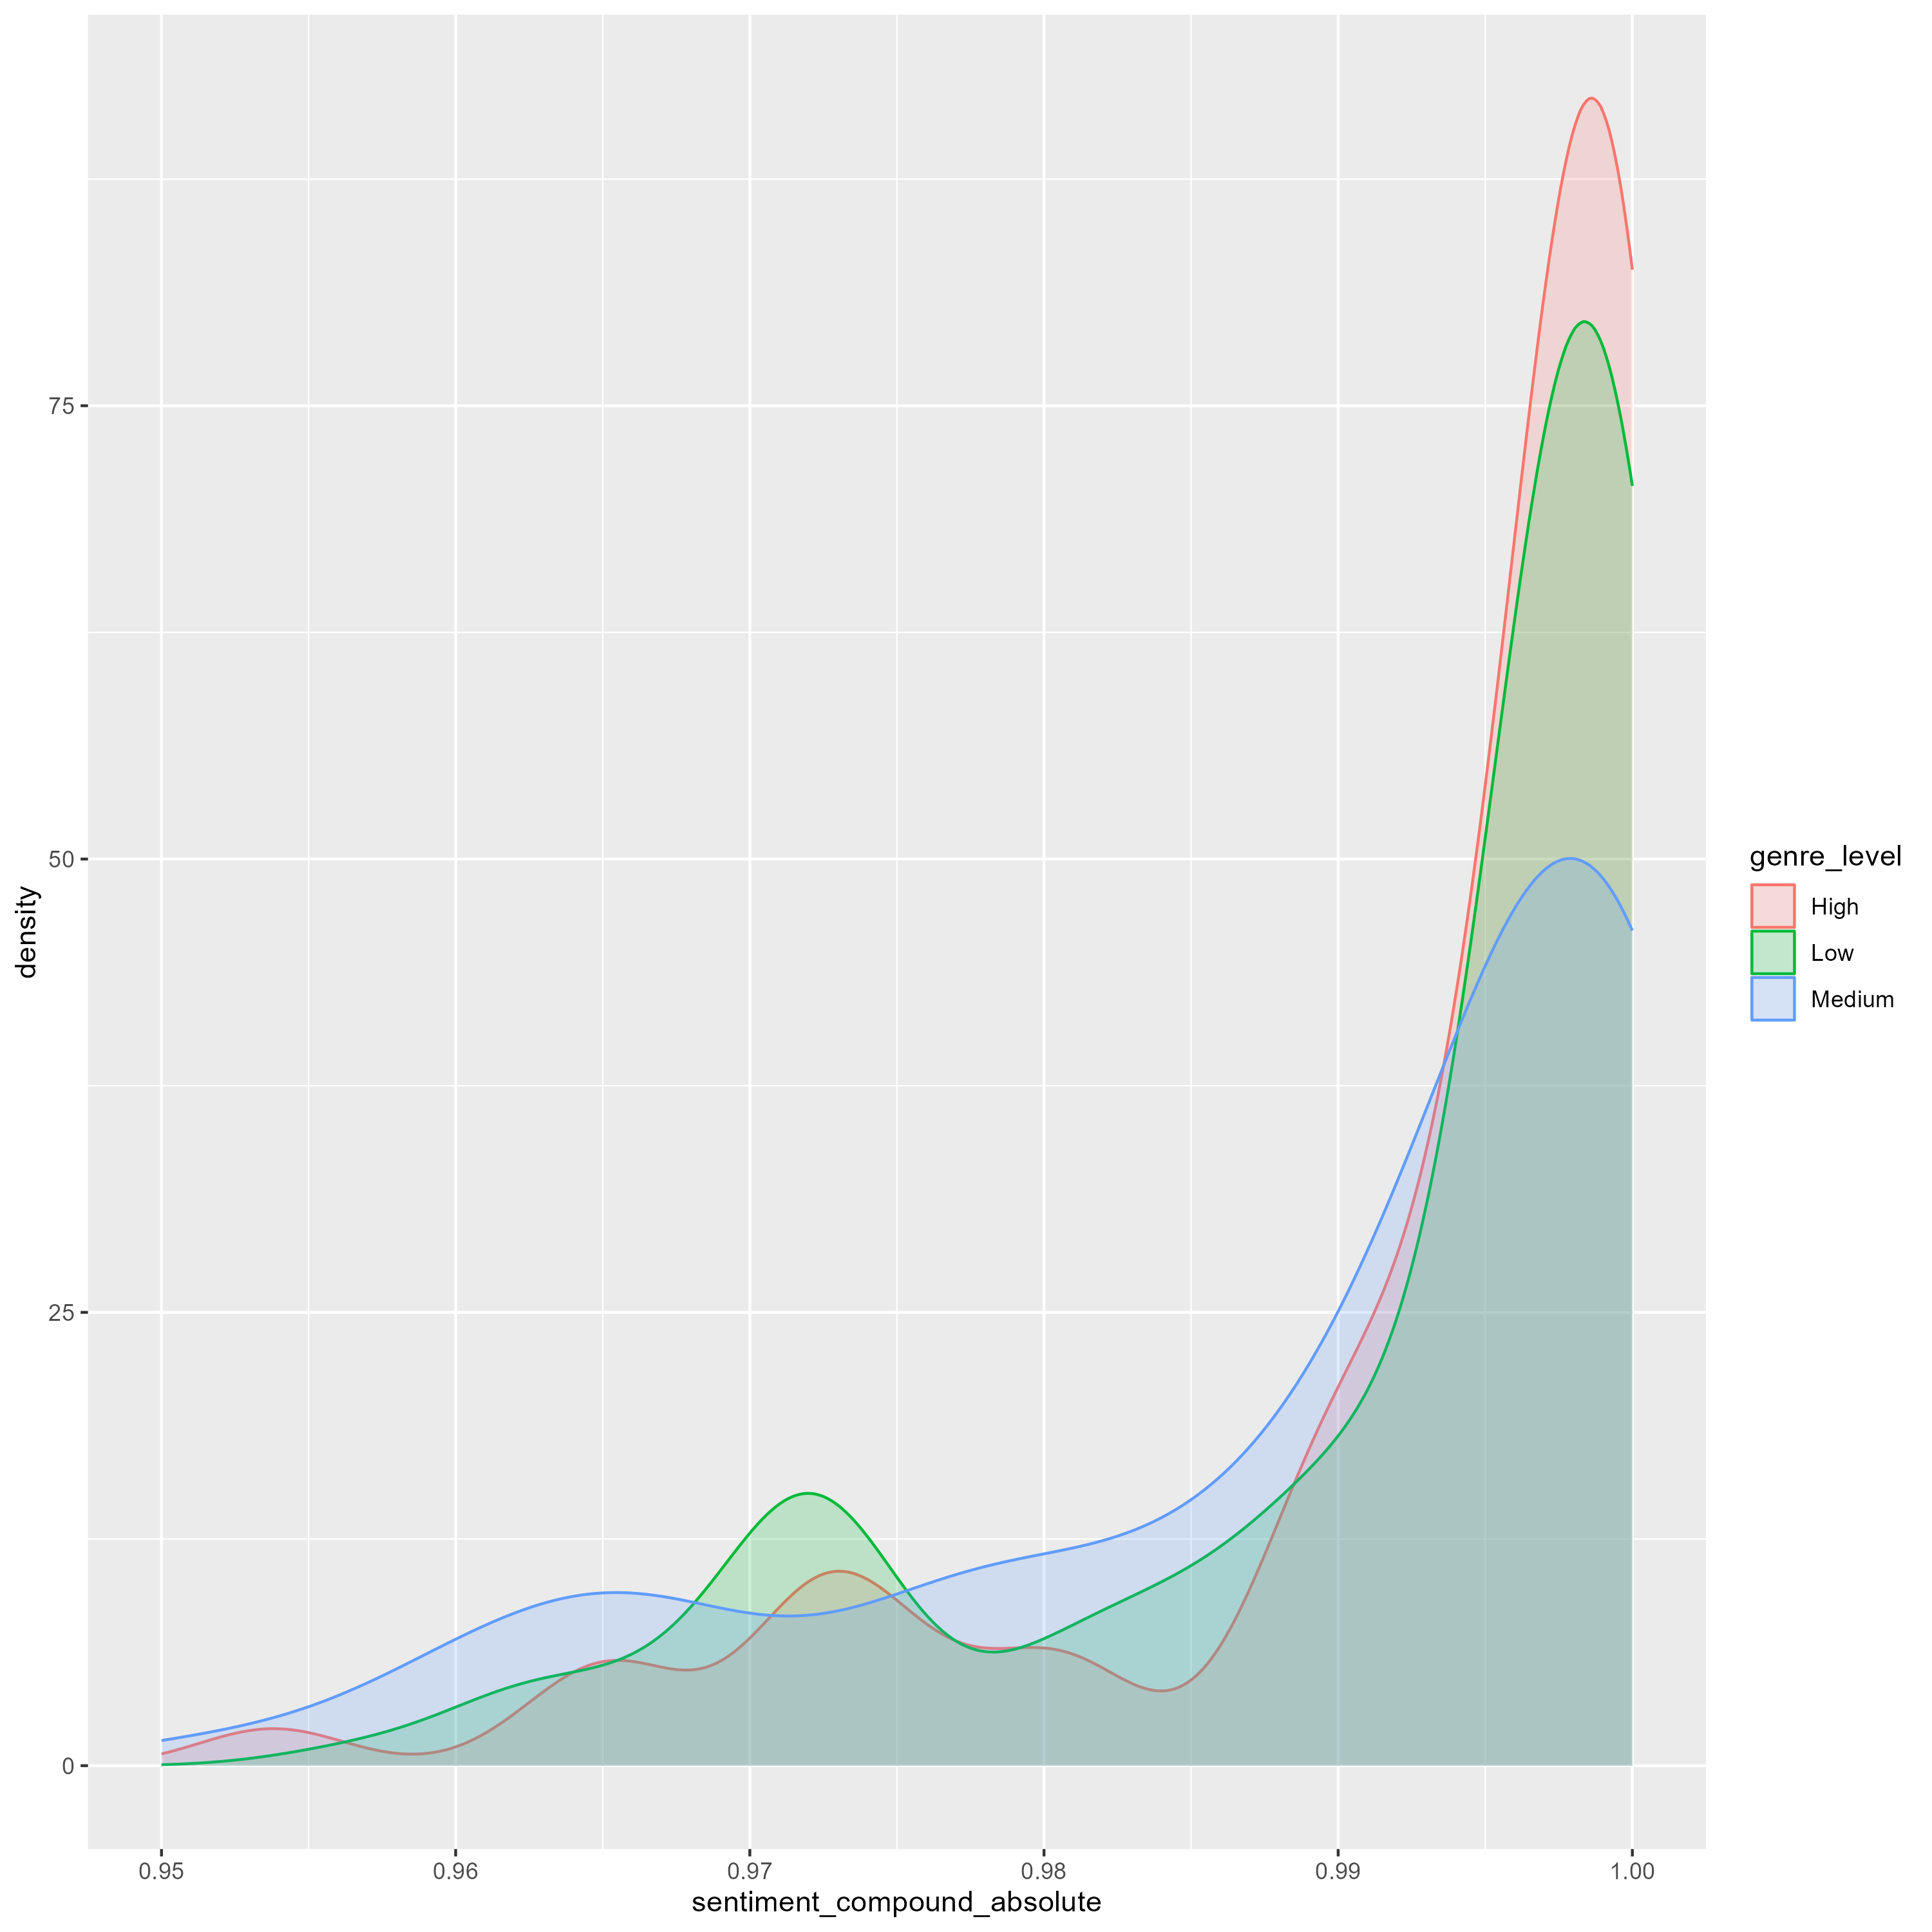 75
50
25
0
density
0.95 0.96 0.97 0.98 0.99 1.00
sentiment_compound_absolute
genre_level
High
Low
Medium